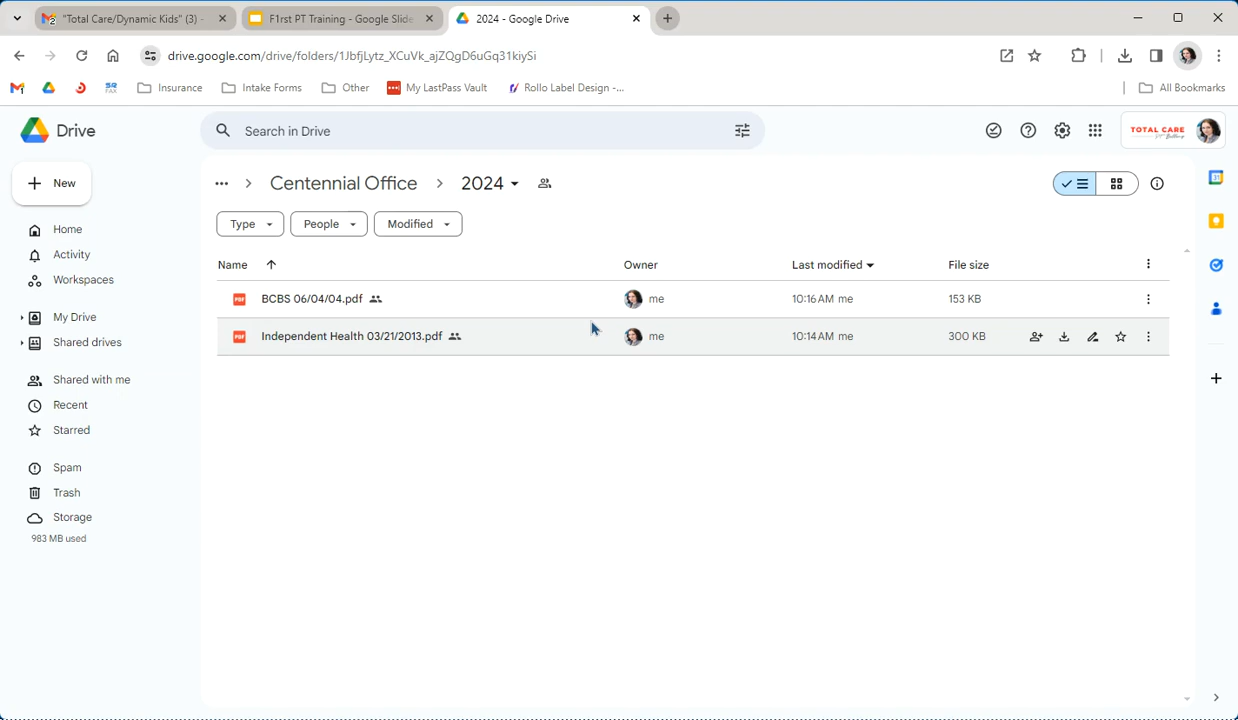 "Total Care/Dynamic Kids" (3) -
F1rst PT Training - Google Slide
2024 - Google Drive
drive.google.com/drive/folders/1JbfjLytz_XCuVk_ajZQgD6uGq31kiySi
Insurance
Intake Forms
Other
My LastPass Vault
Rollo Label Design -...
All Bookmarks
Drive
Search in Drive
TOTAL CARE
New
... > Centennial Office > 2024
Type
People
Modified
Home
Activity
Workspaces
My Drive
Shared drives
Shared with me
Recent
Starred
Spam
Trash
Storage
983 MB used
Name Owner Last modified File size
PDF BCBS 06/04/04.pdf me 10:16 AM me 153 KB
PDF Independent Health 03/21/2013.pdf me 10:14 AM me 300 KB